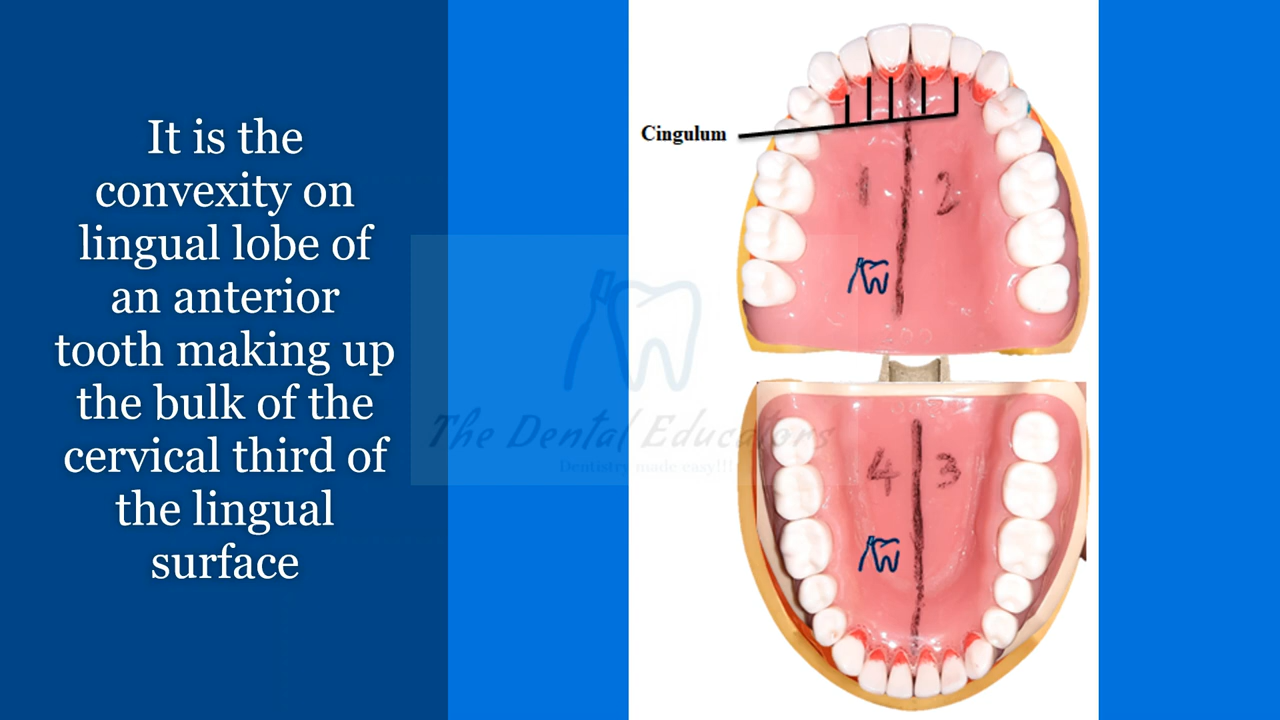 It is the
convexity on
lingual lobe of
an anterior
tooth making up
the bulk of the
cervical third of
the lingual
surface
Cingulum
1 2
The Dental Educators
Dentistry made easy!!!
4 3